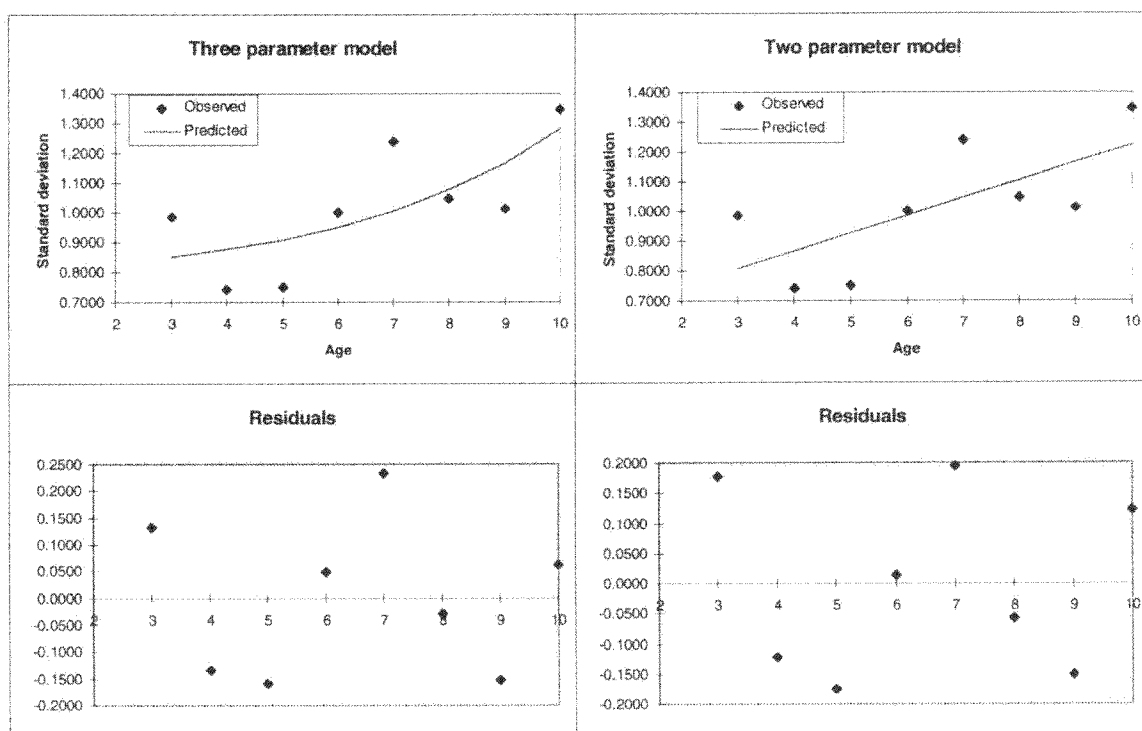 Three parameter model
1.4000
1.3000
1.2000
1.1000
1.0000
0.9000
0.8000
0.7000
Standard deviation
Observed
Predicted
2 3 4 5 6 7 8 9 10
Age
Two parameter model
1.4000
1.3000
1.2000
1.1000
1.0000
0.9000
0.8000
0.7000
Standard deviation
Observed
Predicted
2 3 4 5 6 7 8 9 10
Age
Residuals
0.2500
0.2000
0.1500
0.1000
0.0500
0.0000
-0.0500
-0.1000
-0.1500
-0.2000
2 3 4 5 6 7 8 9 10
Residuals
0.2000
0.1500
0.1000
0.0500
0.0000
-0.0500
-0.1000
-0.1500
-0.2000
2 3 4 5 6 7 8 9 10